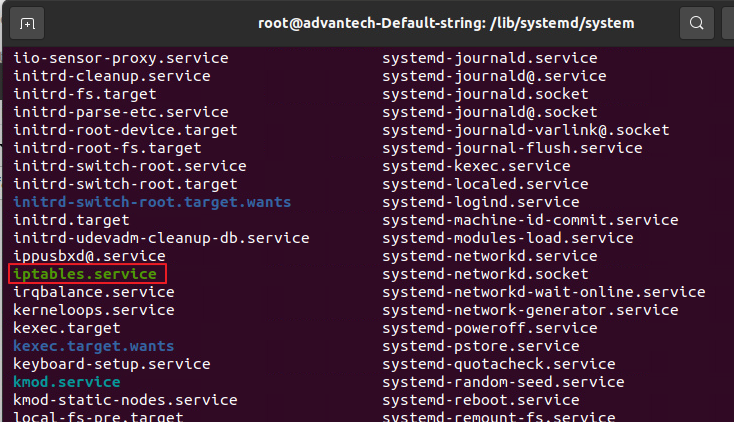 root@advantech-Default-string: /lib/systemd/system
iio-sensor-proxy.service systemd-journald.service
initrd-cleanup.service systemd-journald@.service
initrd-fs.target systemd-journald.socket
initrd-parse-etc.service systemd-journald@.socket
initrd-root-device.target systemd-journald-varlink@.socket
initrd-root-fs.target systemd-journal-flush.service
initrd-switch-root.service systemd-kexec.service
initrd-switch-root.target systemd-localed.service
initrd-switch-root.target.wants systemd-logind.service
initrd.target systemd-machine-id-commit.service
initrd-udevadm-cleanup-db.service systemd-modules-load.service
ippusbxd@.service systemd-networkd.service
iptables.service systemd-networkd.socket
irqbalance.service systemd-networkd-wait-online.service
kerneloops.service systemd-network-generator.service
kexec.target systemd-poweroff.service
kexec.target.wants systemd-pstore.service
keyboard-setup.service systemd-quotacheck.service
kmod.service systemd-random-seed.service
kmod-static-nodes.service systemd-reboot.service
local-fs-pre.target systemd-remount-fs.service